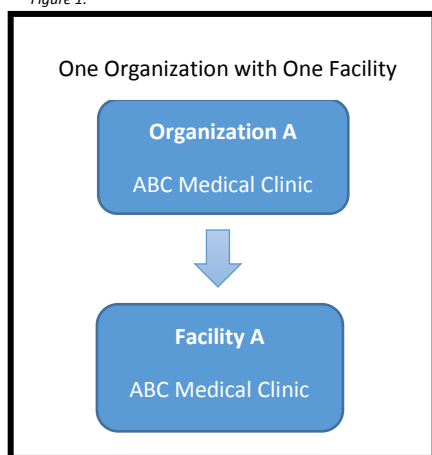 Figure 1.
One Organization with One Facility
Organization A
ABC Medical Clinic
Facility A
ABC Medical Clinic